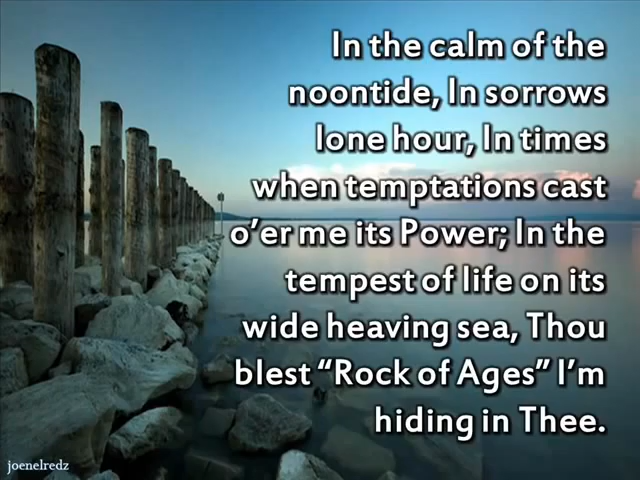 In the calm of the
noontide, In sorrows
lone hour, In times
when temptations cast
o'er me its Power; In the
tempest of life on its
wide heaving sea, Thou
blest “Rock of Ages” I'm
hiding in Thee.
joenelredz